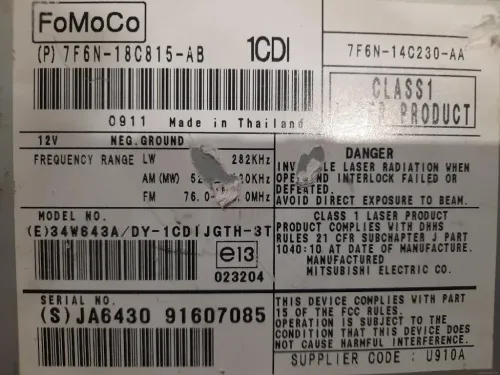 FoMoCo
(P) 7F6N-18C815-AB 1CDI
7F6N-14C230-AA
CLASS1
PRODUCT
0911 Made in Thailand
12V NEG.GROUND
FREQUENCY RANGE LW 282KHz
AM (MW)
FM 76.0
MODEL NO.
(E)34W643A/DY-1CDIJGTH-3T
e13
023204
SERIAL NO.
(S)JA6430 91607085
DANGER
LASER RADIATION WHEN
INTERLOCK FAILED OR
DEFEATED.
AVOID DIRECT EXPOSURE TO BEAM.
CLASS 1 LASER PRODUCT
PRODUCT COMPLIES WITH DHHS
RULES 21 CFR SUBCHAPTER J PART
1040:10 AT DATE OF MANUFACTURE.
MANUFACTURED
MITSUBISHI ELECTRIC CO.
THIS DEVICE COMPLIES WITH PART
15 OF THE FCC RULES.
OPERATION IS SUBJECT TO THE
CONDITION THAT THIS DEVICE DOES
NOT CAUSE HARMFUL INTERFERENCE.
SUPPLIER CODE : U910A